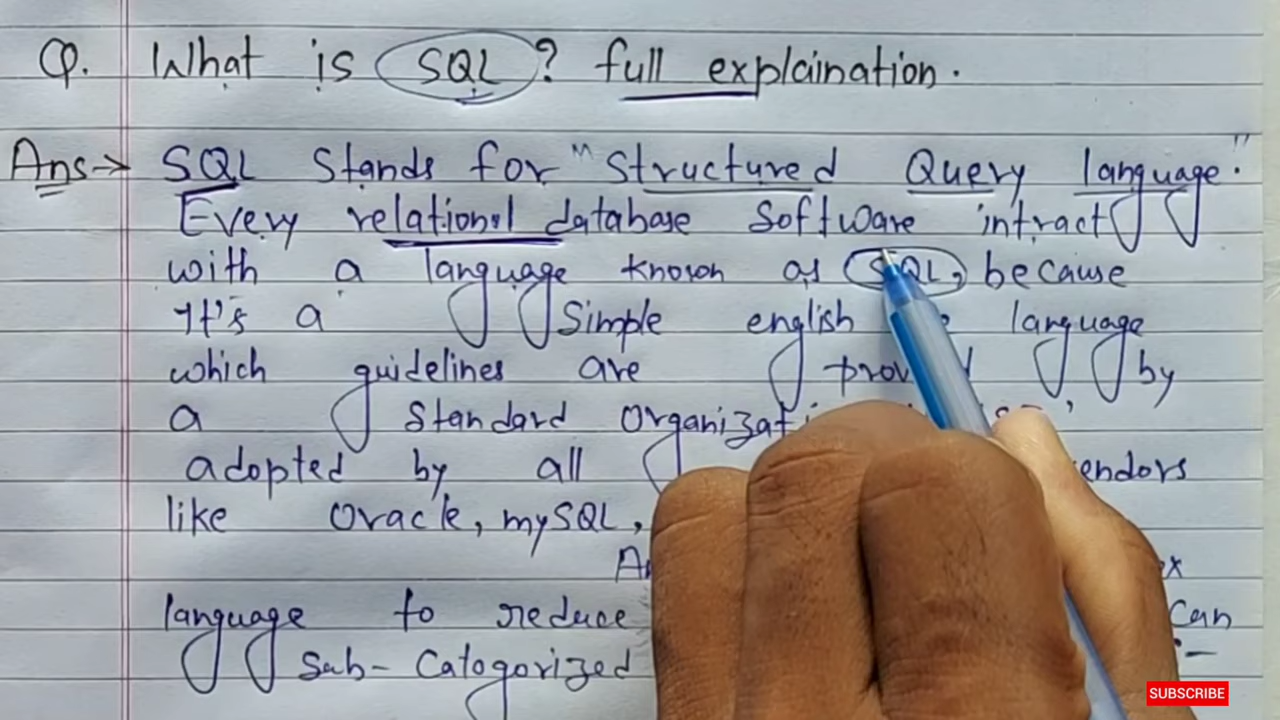 Q. What is SQL? full explaination.
Ans→ SQL Stands for "Structured Query language."
Every relational database Software intract
with a language known as SQL, because
It's a Simple english language
which guidelines are by
a Standard
adopted by all
like Oracle, mySQL,
language to reduce Can
Sub-Catogorized
SUBSCRIBE